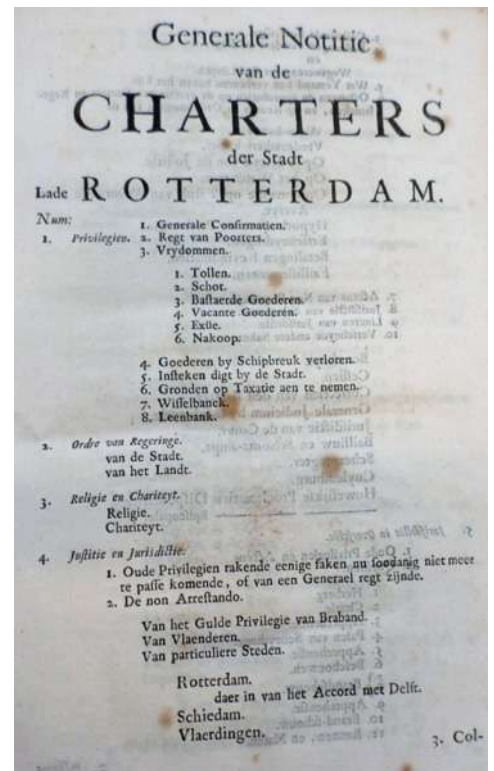 Generale Notitie
van de
CHARTERS
der Stadt
Lade ROTTERDAM.
Num:
1. Privilegien. 1. Generale Confirmatien.
2. Regt van Poorters.
3. Vrydommen.
1. Tollen.
2. Schot.
3. Bastaerde Goederen.
4. Vacante Goederen.
5. Exüe.
6. Nakoop.
4. Goederen by Schipbreuk verloren.
5. Insteken digt by de Stadt.
6. Gronden op Taxatie aen te nemen.
7. Wisselbanck.
8. Leenbank.
2. Ordre van Regeringe.
van de Stadt.
van het Landt.
3. Religie en Chariteyt.
Religie.
Chariteyt.
4. Justitie en Jurisdictie.
1. Oude Privilegien rakende eenige saken nu soodanig niet meer
te passe komende, of van een Generael regt zijnde.
2. De non Arrestando.
Van het Gulde Privilegie van Braband.
Van Vlaenderen.
Van particuliere Steden.
Rotterdam.
daer in van het Accord met Delft.
Schiedam.
Vlaerdingen.
3. Col-